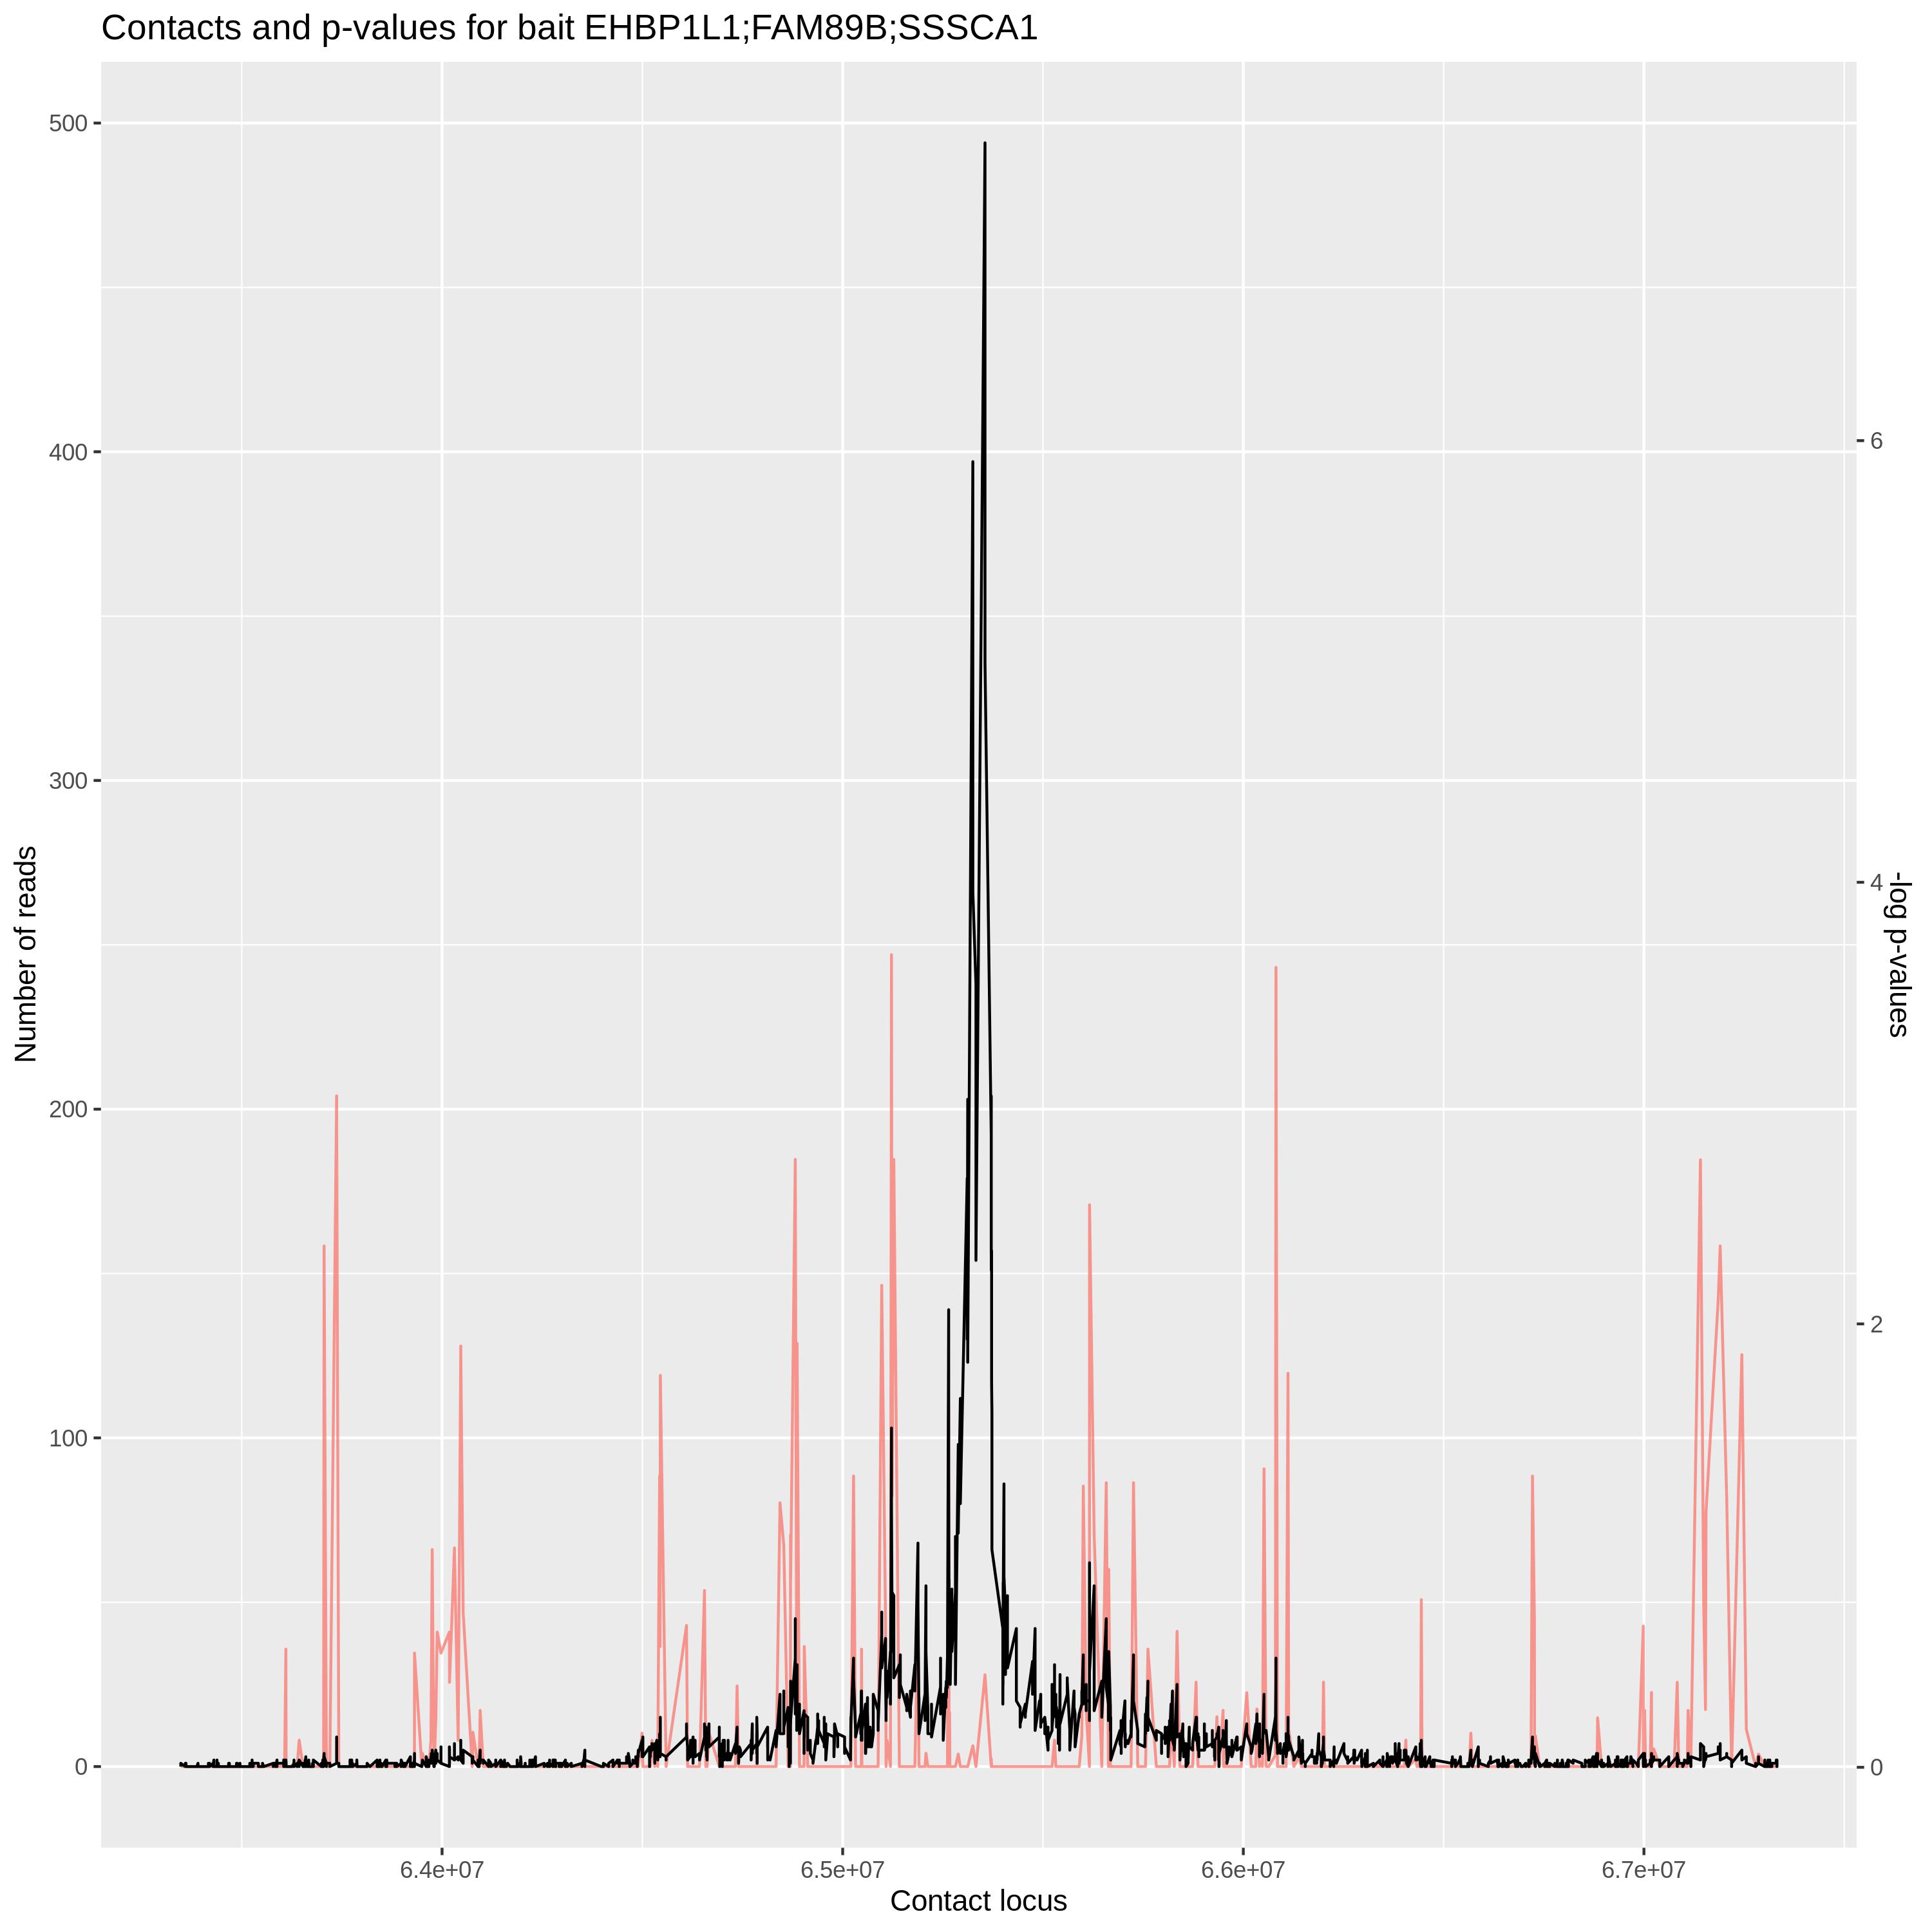 Contacts and p-values for bait EHBP1L1;FAM89B;SSSCA1
500
400
300
200
100
0
Number of reads
6
4
2
0
-log p-values
6.4e+07
6.5e+07
6.6e+07
6.7e+07
Contact locus